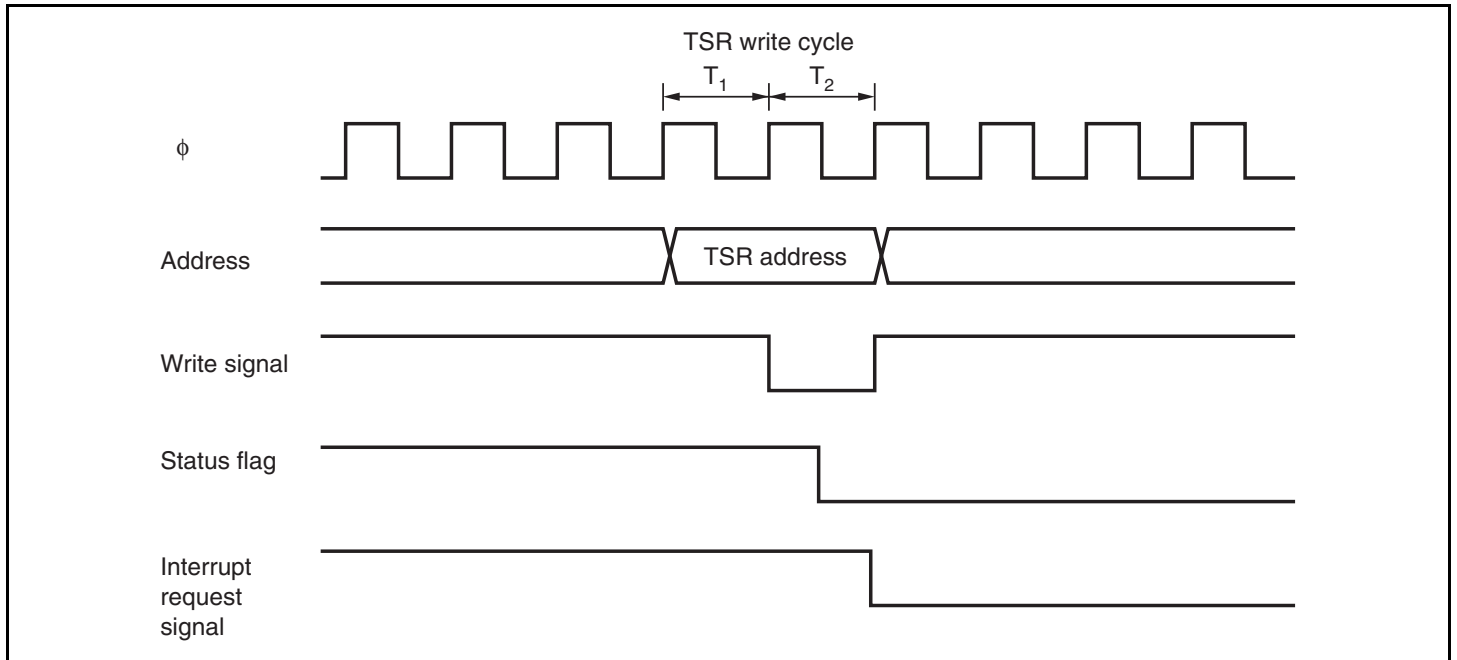 TSR write cycle
T1 T2
ϕ
Address
TSR address
Write signal
Status flag
Interrupt
request
signal